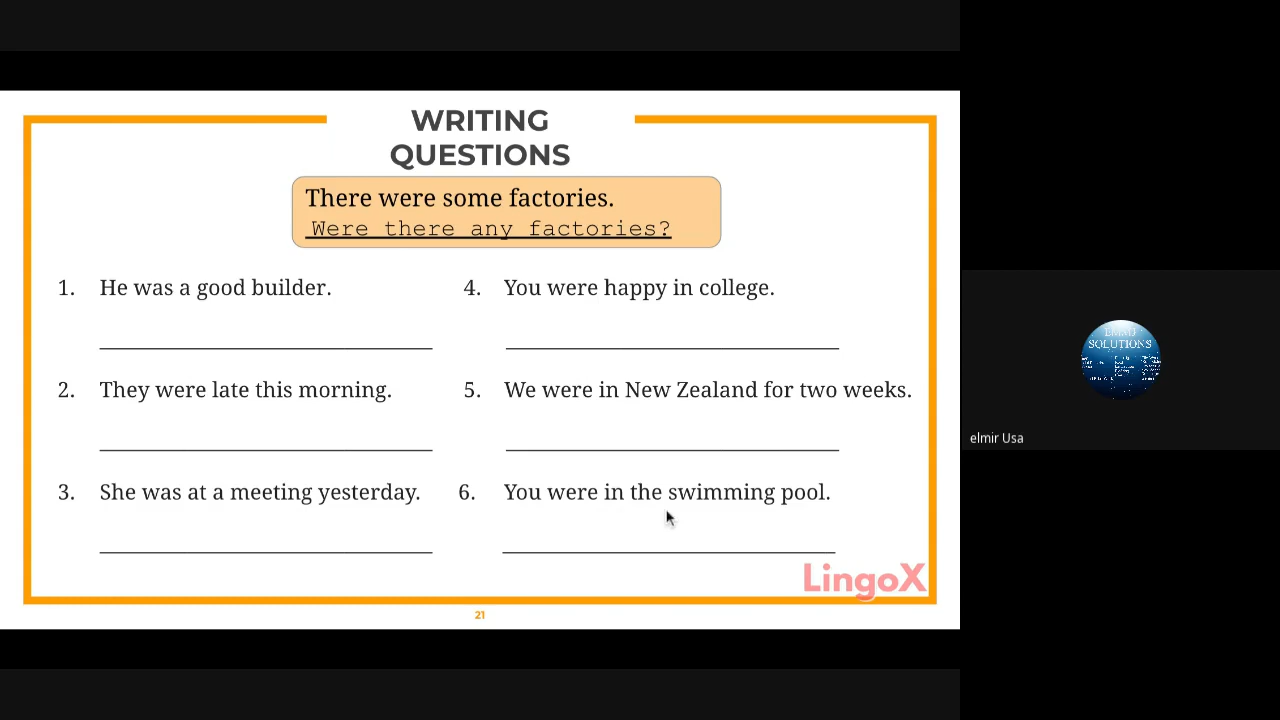 WRITING
QUESTIONS
There were some factories.
Were there any factories?
1. He was a good builder.
2. They were late this morning.
3. She was at a meeting yesterday.
4. You were happy in college.
5. We were in New Zealand for two weeks.
6. You were in the swimming pool.
LingoX
21
SOLUTIONS
elmir Usa